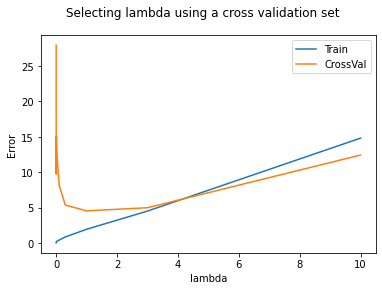 Selecting lambda using a cross validation set
Train
CrossVal
Error
25
20
15
10
5
0
0 2 4 6 8 10
lambda